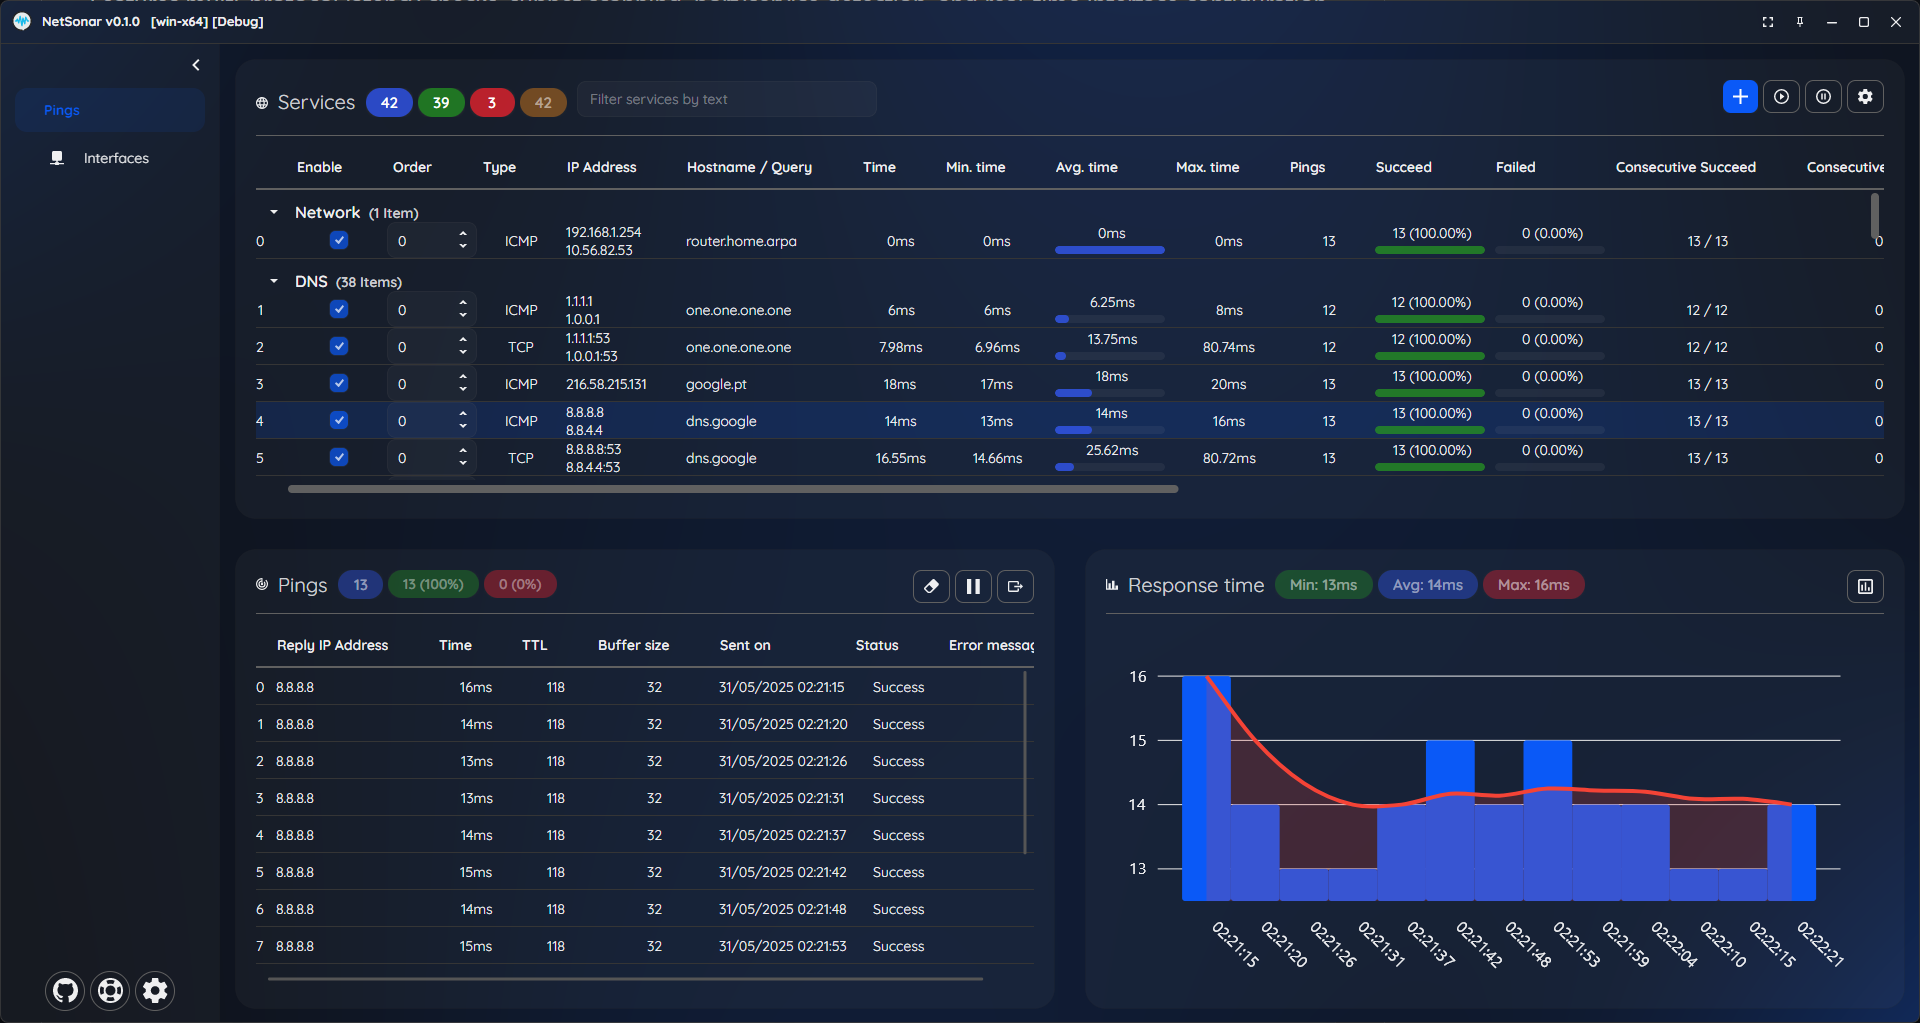 NetSonar v0.1.0 [win-x64] [Debug]
Pings
Interfaces
Services 42 39 3 42 Filter services by text
Enable Order Type IP Address Hostname / Query Time Min. time Avg. time Max. time Pings Succeed Failed Consecutive Succeed Consecutive
Network (1 Item)
0 0 ICMP 192.168.1.254 10.56.82.53 router.home.arpa 0ms 0ms 0ms 0ms 13 13 (100.00%) 0 (0.00%) 13 / 13 0
DNS (38 Items)
1 0 ICMP 1.1.1.1 1.0.0.1 one.one.one.one 6ms 6ms 6.25ms 8ms 12 12 (100.00%) 0 (0.00%) 12 / 12 0
2 0 TCP 1.1.1.1:53 1.0.0.1:53 one.one.one.one 7.98ms 6.96ms 13.75ms 80.74ms 12 12 (100.00%) 0 (0.00%) 12 / 12 0
3 0 ICMP 216.58.215.131 google.pt 18ms 17ms 18ms 20ms 13 13 (100.00%) 0 (0.00%) 13 / 13 0
4 0 ICMP 8.8.8.8 8.8.4.4 dns.google 14ms 13ms 14ms 16ms 13 13 (100.00%) 0 (0.00%) 13 / 13 0
5 0 TCP 8.8.8.8:53 8.8.4.4:53 dns.google 16.55ms 14.66ms 25.62ms 80.72ms 13 13 (100.00%) 0 (0.00%) 13 / 13 0
Pings 13 13 (100%) 0 (0%)
Reply IP Address Time TTL Buffer size Sent on Status Error messag
0 8.8.8.8 16ms 118 32 31/05/2025 02:21:15 Success
1 8.8.8.8 14ms 118 32 31/05/2025 02:21:20 Success
2 8.8.8.8 13ms 118 32 31/05/2025 02:21:26 Success
3 8.8.8.8 13ms 118 32 31/05/2025 02:21:31 Success
4 8.8.8.8 14ms 118 32 31/05/2025 02:21:37 Success
5 8.8.8.8 15ms 118 32 31/05/2025 02:21:42 Success
6 8.8.8.8 14ms 118 32 31/05/2025 02:21:48 Success
7 8.8.8.8 15ms 118 32 31/05/2025 02:21:53 Success
Response time Min: 13ms Avg: 14ms Max: 16ms
16
15
14
13
02:21:15 02:21:20 02:21:26 02:21:31 02:21:37 02:21:42 02:21:48 02:21:53 02:21:59 02:22:04 02:22:10 02:22:15 02:22:21